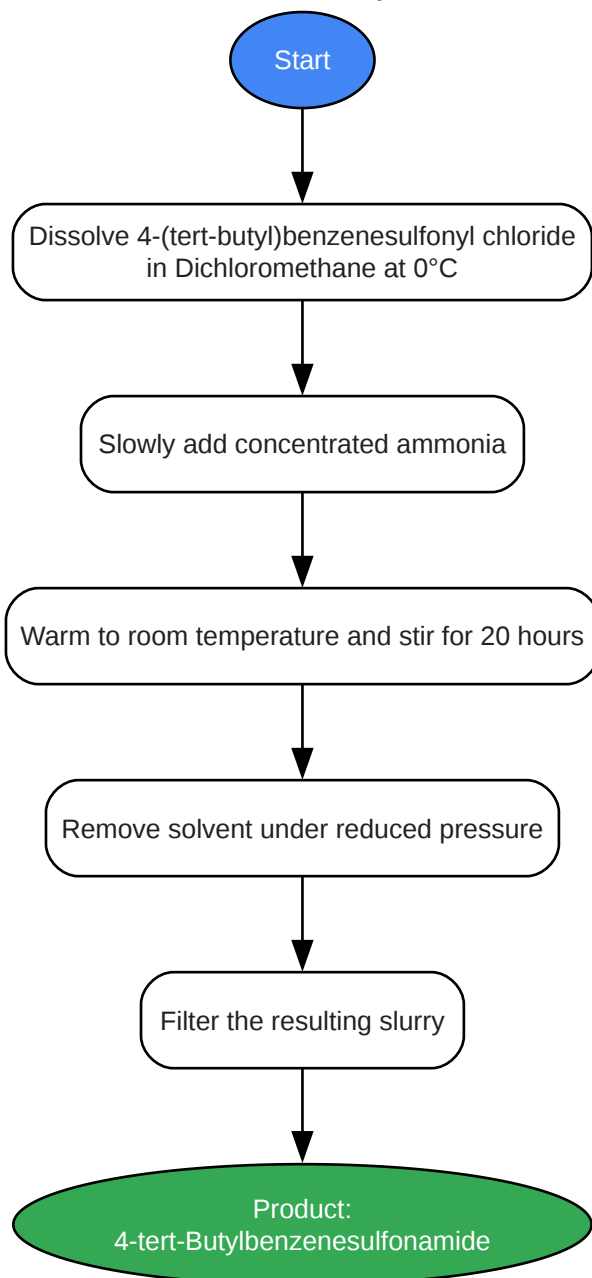 Start
Dissolve 4-(tert-butyl)benzenesulfonyl chloride
in Dichloromethane at 0°C
Slowly add concentrated ammonia
Warm to room temperature and stir for 20 hours
Remove solvent under reduced pressure
Filter the resulting slurry
Product:
4-tert-Butylbenzenesulfonamide